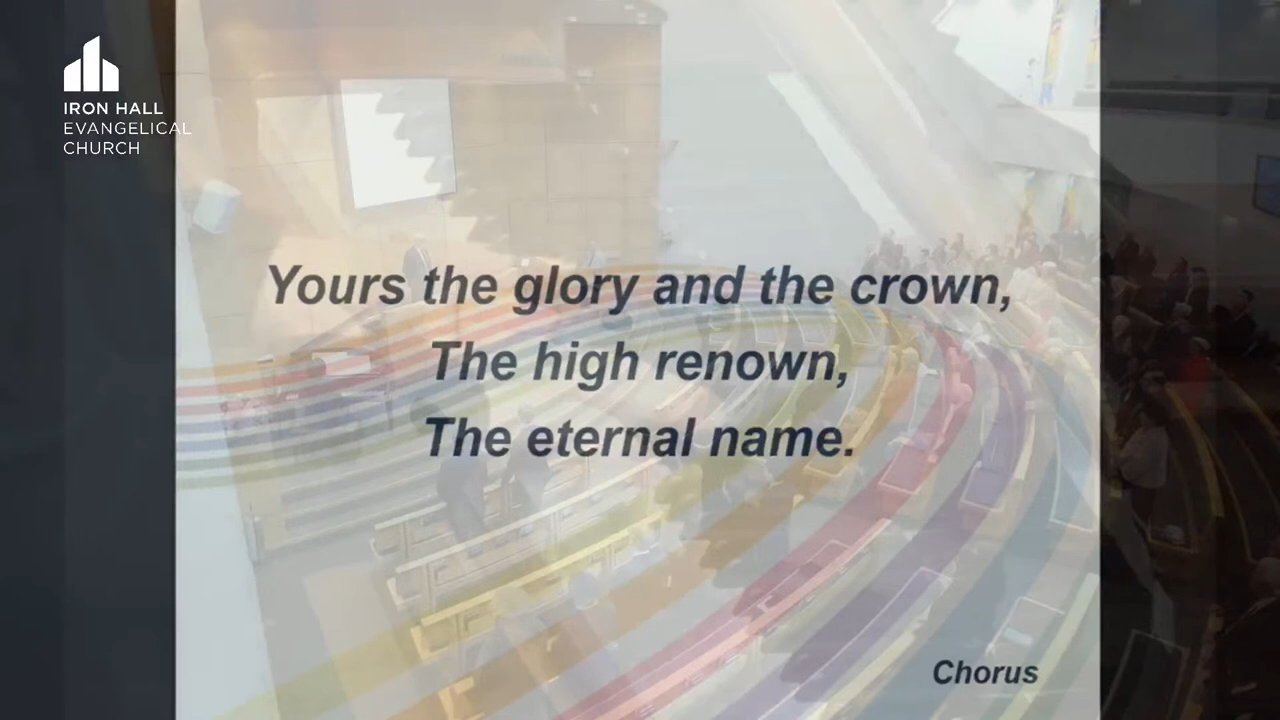 IRON HALL
EVANGELICAL
CHURCH
Yours the glory and the crown,
The high renown,
The eternal name.
Chorus